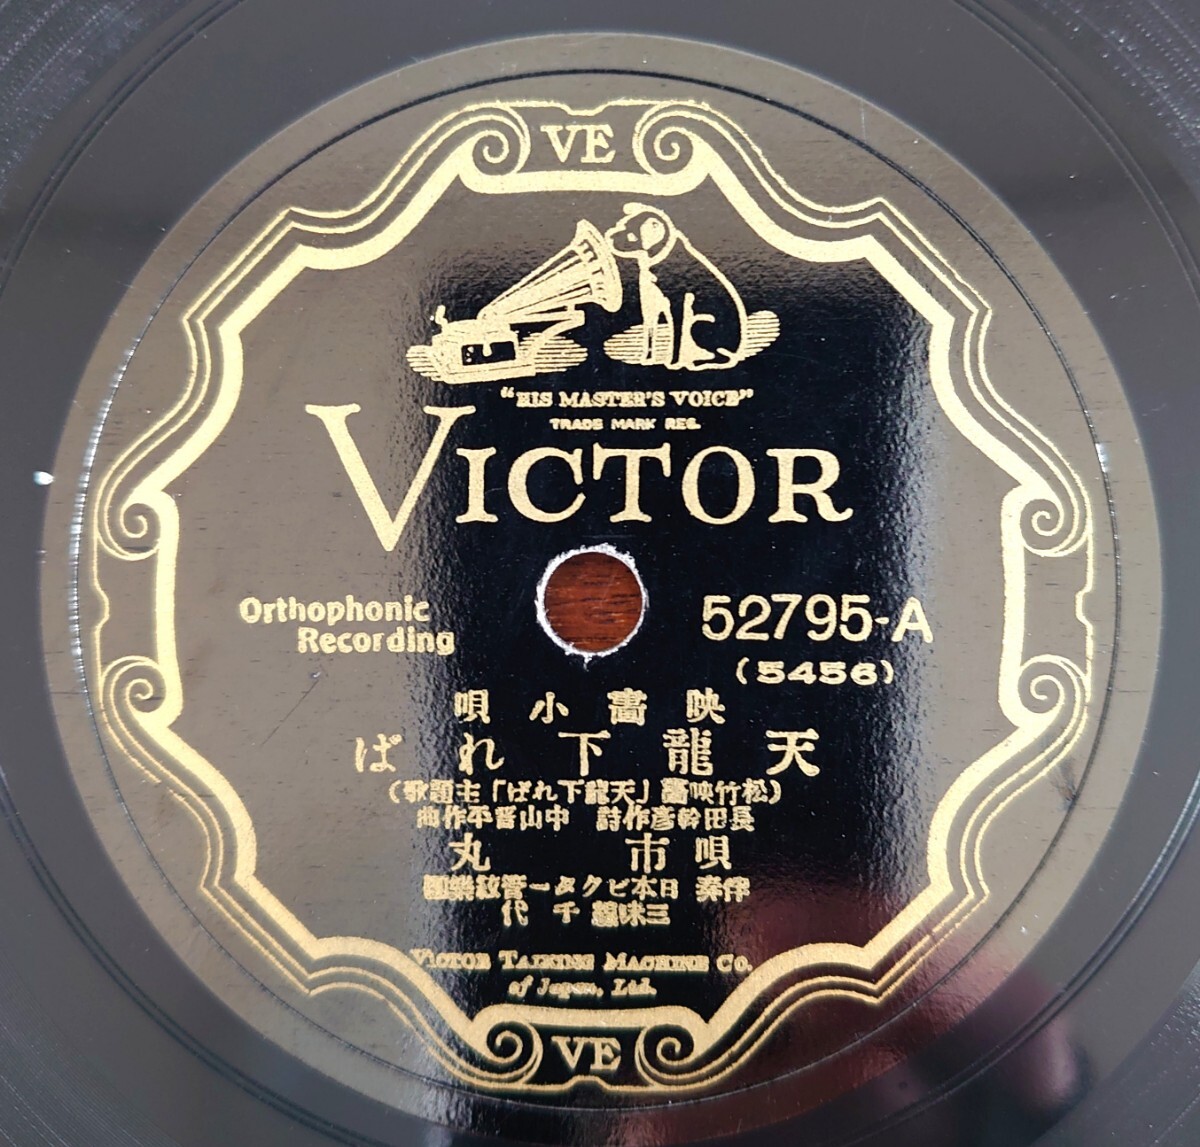 VE
"HIS MASTER'S VOICE"
TRADE MARK REG.
VICTOR
Orthophonic
Recording
52795-A
(5456)
映畵小唄
天龍下れば
(松竹映畵「天龍下れば」主題歌)
長田幹彦作詩 中山晋平作曲
唄 市丸
伴奏 日本ビクター管絃樂團
三味線 千代
VICTOR TALKING MACHINE CO.
of Japan, Ltd.
VE